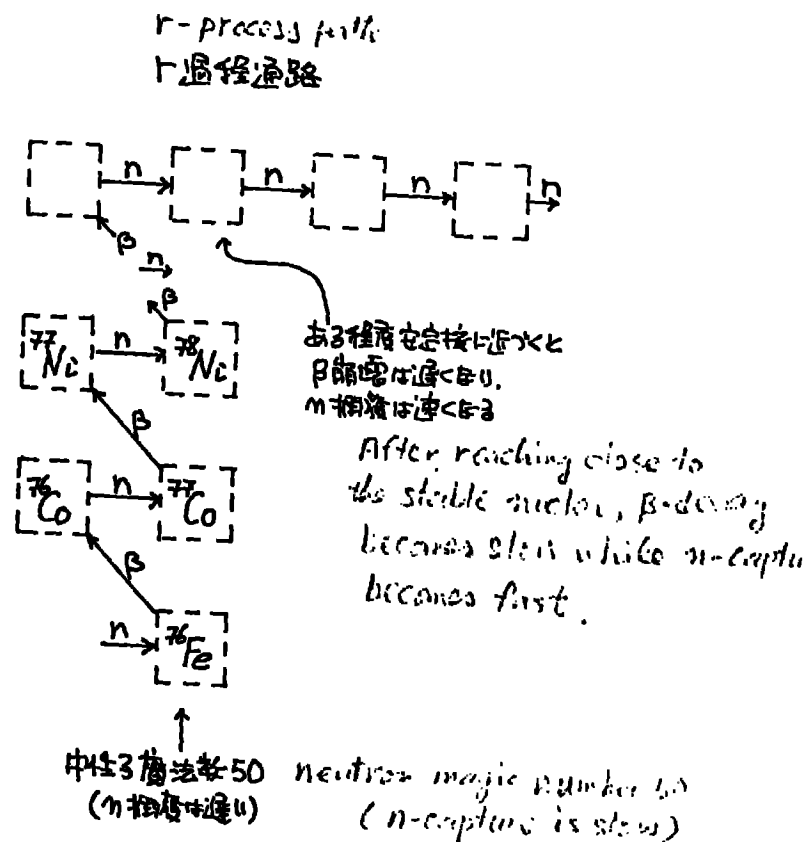 r-process path
r過程通路
n
n
n
n
β
n
β
⁷⁷Ni
n
⁷⁸Ni
ある程度安定核に近づくと
β崩壊は遅くなり、
n捕獲は速くなる
β
After reaching close to
the stable nuclei, β-decay
becomes slow while n-captu
becomes fast.
⁷⁶Co
n
⁷⁷Co
β
n
⁷⁶Fe
中性子魔法数50
neutron magic number 50
(n捕獲は遅い)
(n-capture is slow)